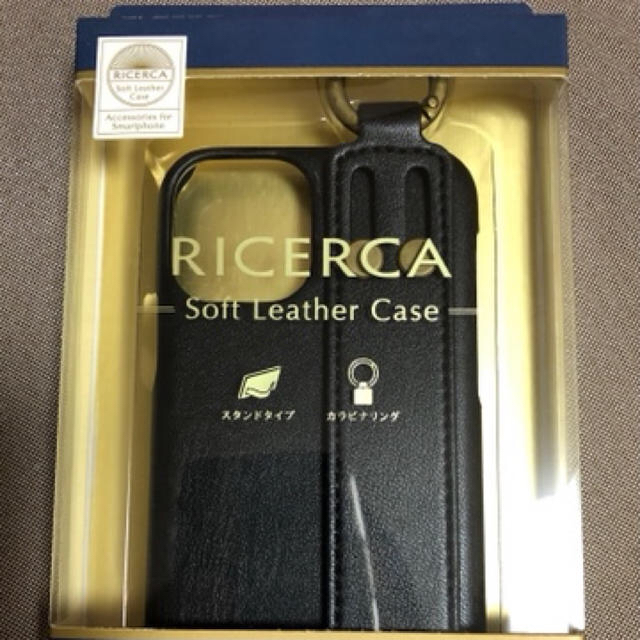 RICERCA
Soft Leather
Case
Accessories for
Smartphone
RICERCA
Soft Leather Case
スタンドタイプ
カラビナリング